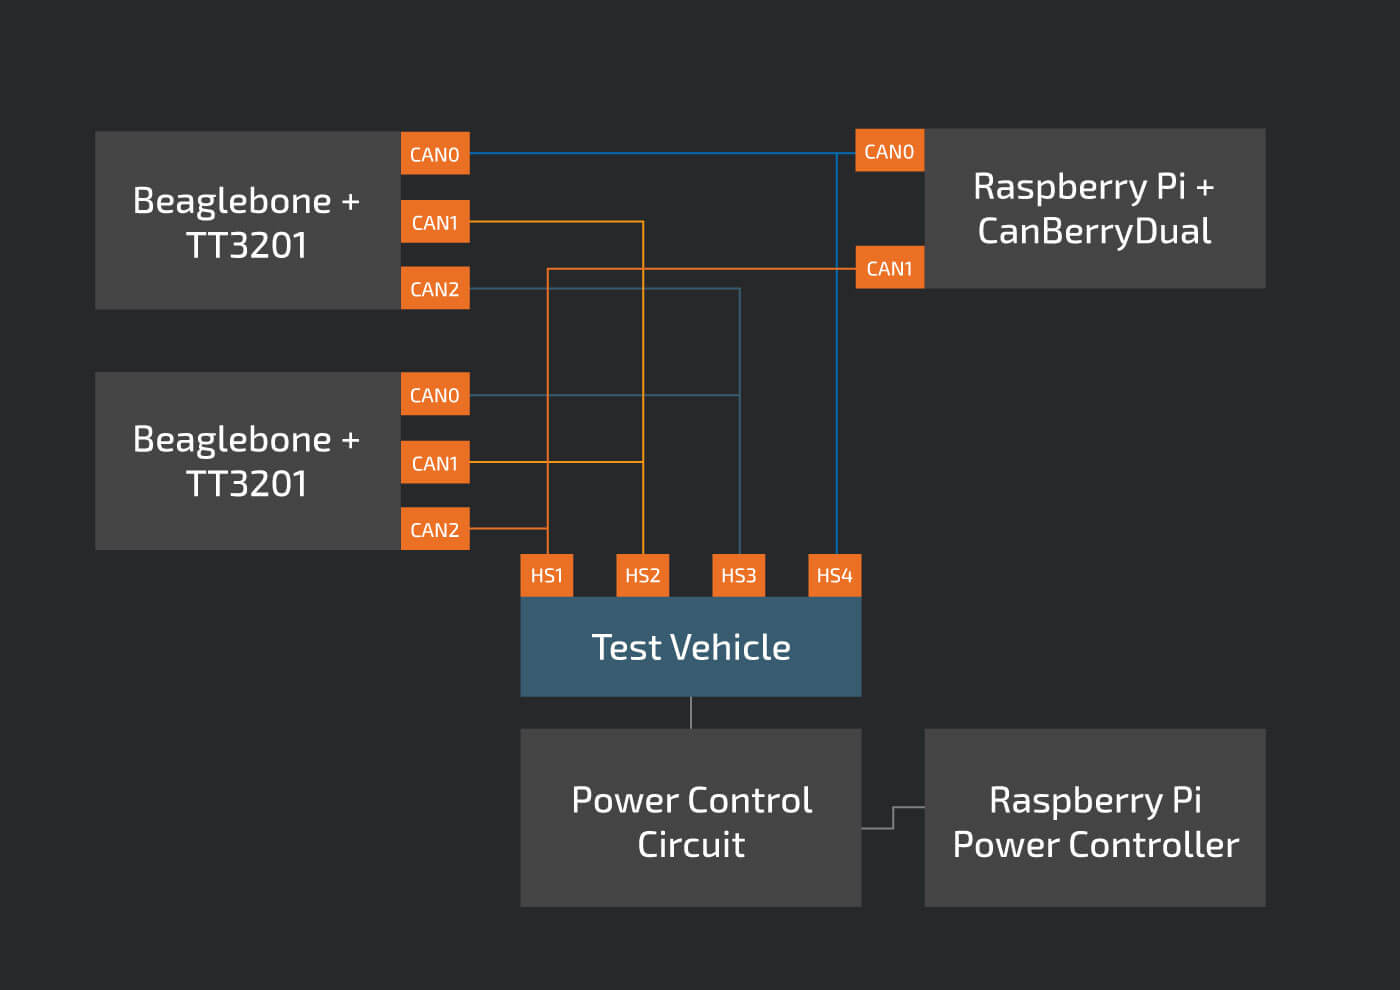 CAN0
Beaglebone +
TT3201
CAN1
CAN2
CAN0
Raspberry Pi +
CanBerryDual
CAN1
CAN0
Beaglebone +
TT3201
CAN1
CAN2
HS1
HS2
HS3
HS4
Test Vehicle
Power Control
Circuit
Raspberry Pi
Power Controller